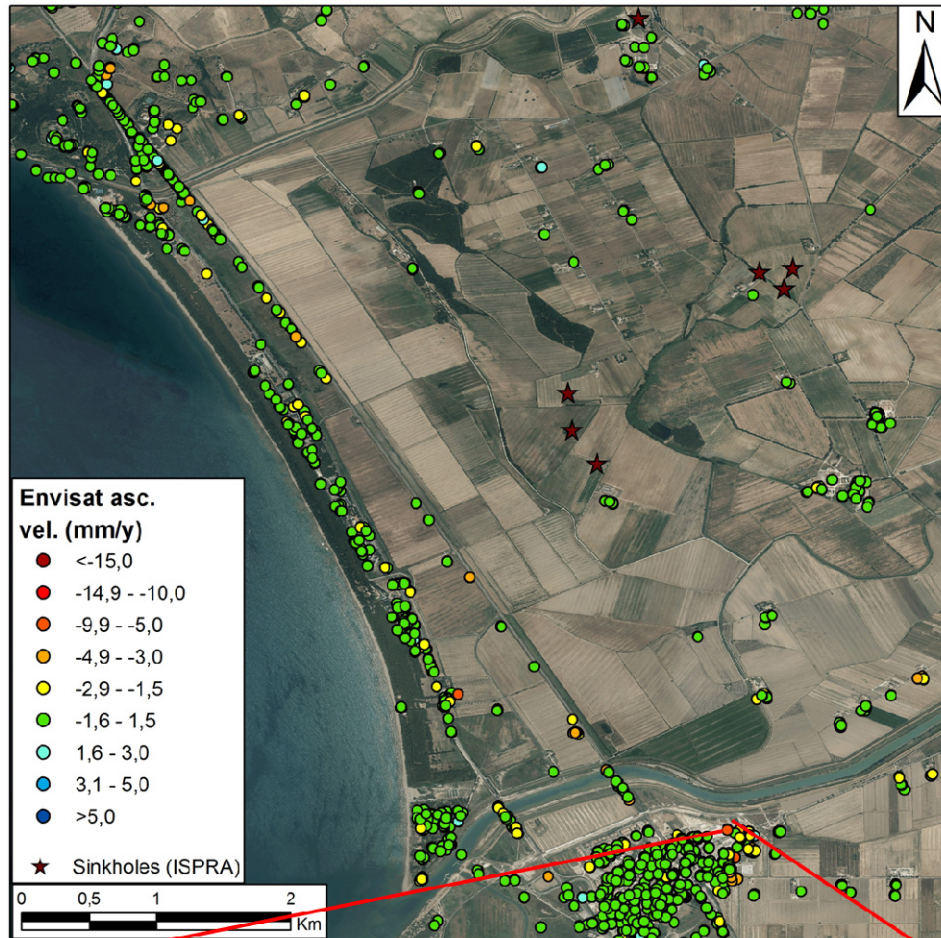 N
Envisat asc.
vel. (mm/y)
<-15,0
-14,9 - -10,0
-9,9 - -5,0
-4,9 - -3,0
-2,9 - -1,5
-1,6 - 1,5
1,6 - 3,0
3,1 - 5,0
>5,0
Sinkholes (ISPRA)
0 0,5 1 2
Km